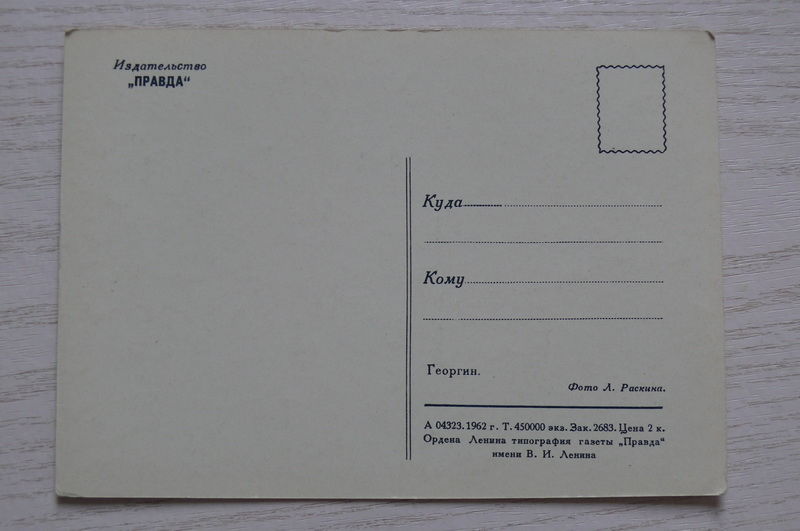 Издательство
„ПРАВДА“
Куда
Кому
Георгин.
Фото Л. Раскина.
А 04323. 1962 г. Т. 450000 экз. Зак. 2683. Цена 2 к.
Ордена Ленина типография газеты „Правда“
имени В. И. Ленина